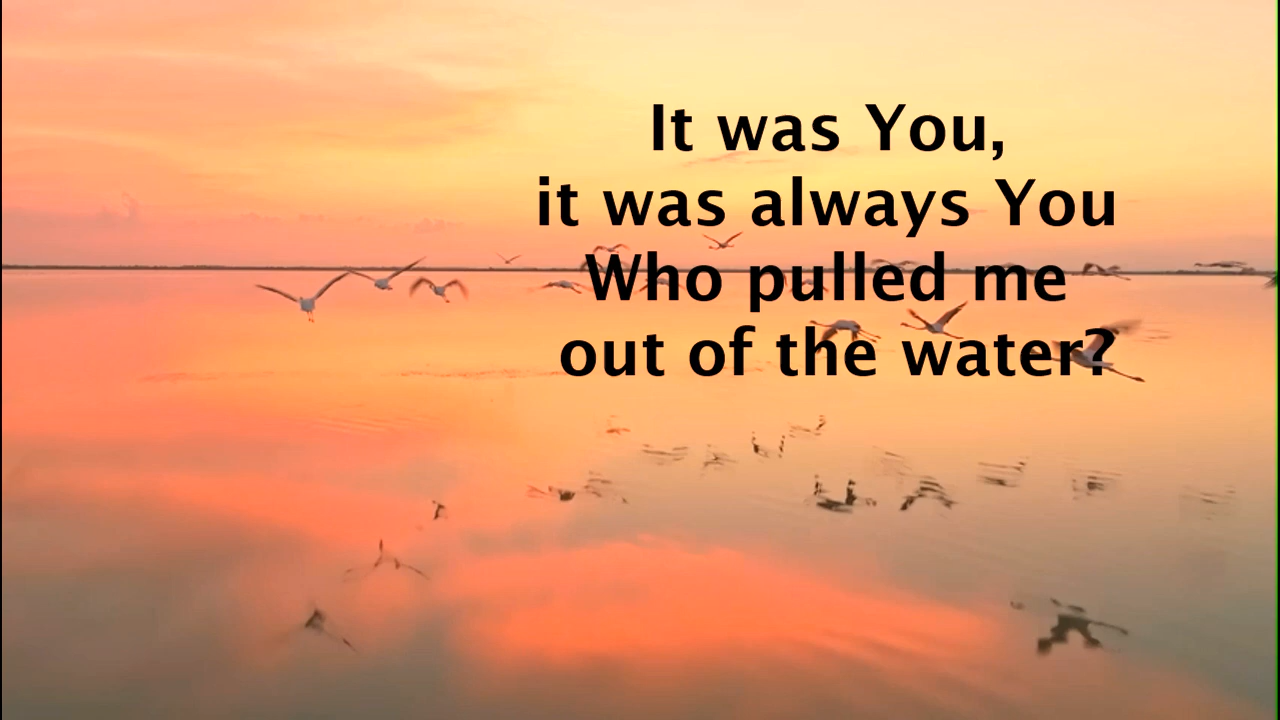 It was You,
it was always You
Who pulled me
out of the water?